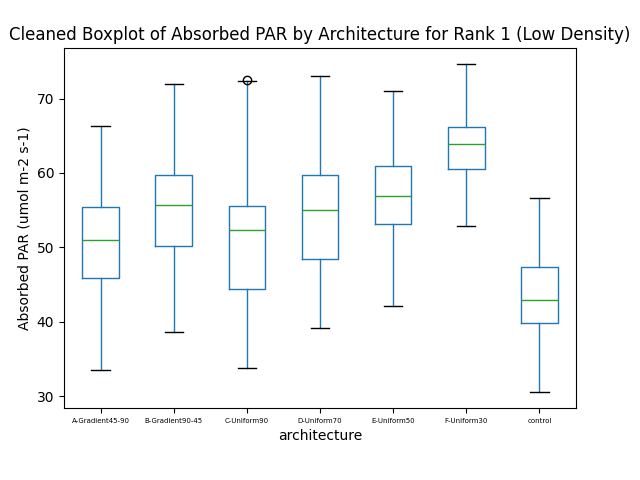 Cleaned Boxplot of Absorbed PAR by Architecture for Rank 1 (Low Density)
Absorbed PAR (umol m-2 s-1)
70
60
50
40
30
A-Gradient45-90 B-Gradient90-45 C-Uniform90 D-Uniform70 E-Uniform50 F-Uniform30 control
architecture